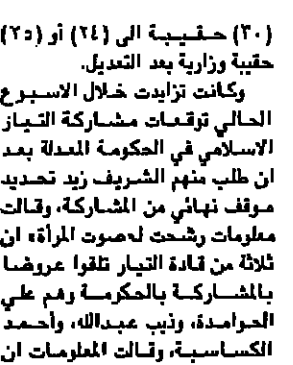 (٣٠) حقيبة الى (٢٤) أو (٢٥)
حقيبة وزارية بعد التعديل.
وكانت تزايدت خلال الاسبوع
الحالي توقعات مشاركة التيار
الاسلامي في الحكومة المعدلة بعد
ان طلب منهم الشريف زيد تحديد
موقف نهائي من المشاركة، وقالت
معلومات رشحت لـ«صوت المرأة» ان
ثلاثة من قادة التيار تلقوا عروضا
بالمشاركة بالحكومة وهم علي
الحوامدة، وذيب عبدالله، وأحمد
الكساسبة، وقالت المعلومات ان